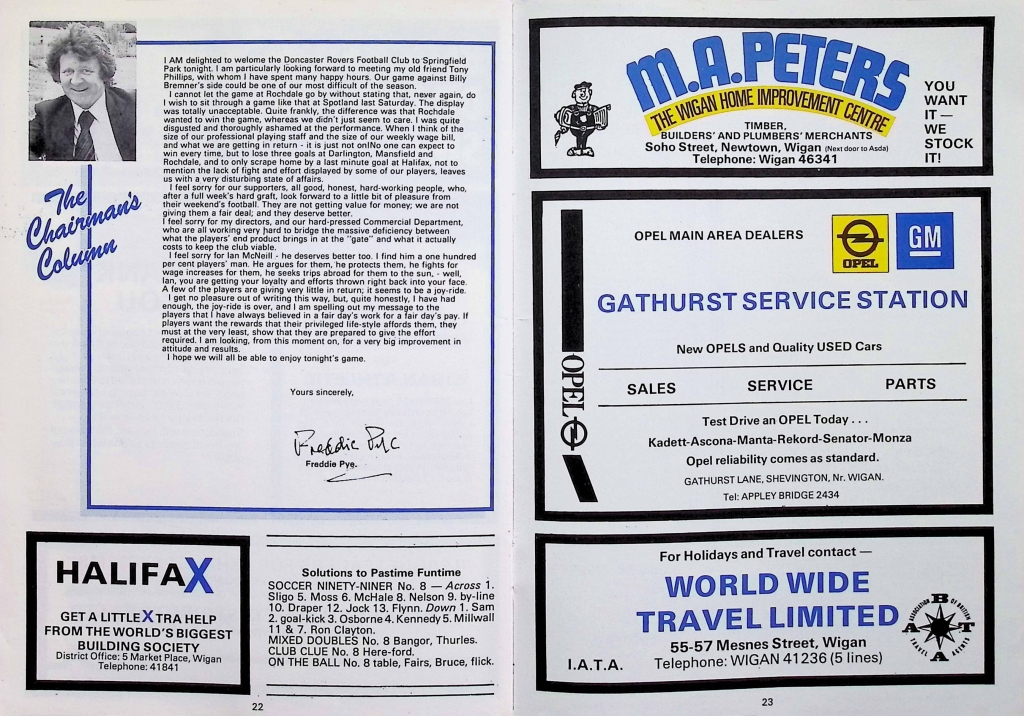 The
Chairman's
Column
I AM delighted to welome the Doncaster Rovers Football Club to Springfield
Park tonight. I am particularly looking forward to meeting my old friend Tony
Phillips, with whom I have spent many happy hours. Our game against Billy
Bremner's side could be one of our most difficult of the season.
I cannot let the game at Rochdale go by without stating that, never again, do
I wish to sit through a game like that at Spotland last Saturday. The display
was totally unacceptable. Quite frankly, the difference was that Rochdale
wanted to win the game, whereas we didn't just seem to care. I was quite
disgusted and thoroughly ashamed at the performance. When I think of the
size of our professional playing staff and the size of our weekly wage bill,
and what we are getting in return - it is just not on!No one can expect to
win every time, but to lose three goals at Darlington, Mansfield and
Rochdale, and to only scrape home by a last minute goal at Halifax, not to
mention the lack of fight and effort displayed by some of our players, leaves
us with a very disturbing state of affairs.
I feel sorry for our supporters, all good, honest, hard-working people, who,
after a full week's hard graft, look forward to a little bit of pleasure from
their weekend's football. They are not getting value for money; we are not
giving them a fair deal; and they deserve better.
I feel sorry for my directors, and our hard-pressed Commercial Department,
who are all working very hard to bridge the massive deficiency between
what the players' end product brings in at the "gate" and what it actually
costs to keep the club viable.
I feel sorry for Ian McNeill - he deserves better too. I find him a one hundred
per cent players' man. He argues for them, he protects them, he fights for
wage increases for them, he seeks trips abroad for them to the sun, - well,
Ian, you are getting your loyalty and efforts thrown right back into your face.
A few of the players are giving very little in return; it seems to be a joy-ride.
I get no pleasure out of writing this way, but, quite honestly, I have had
enough, the joy-ride is over, and I am spelling out my message to the
players that I have always believed in a fair day's work for a fair day's pay. If
players want the rewards that their privileged life-style affords them, they
must at the very least, show that they are prepared to give the effort
required. I am looking, from this moment on, for a very big improvement in
attitude and results.
I hope we will all be able to enjoy tonight's game.
Yours sincerely,
Freddie Pye
Freddie Pye.
HALIFAX
GET A LITTLE XTRA HELP
FROM THE WORLD'S BIGGEST
BUILDING SOCIETY
District Office: 5 Market Place, Wigan
Telephone: 41841
Solutions to Pastime Funtime
SOCCER NINETY-NINER No. 8 — Across 1.
Sligo 5. Moss 6. McHale 8. Nelson 9. by-line
10. Draper 12. Jock 13. Flynn. Down 1. Sam
2. goal-kick 3. Osborne 4. Kennedy 5. Millwall
11 & 7. Ron Clayton.
MIXED DOUBLES No. 8 Bangor, Thurles.
CLUB CLUE No. 8 Here-ford.
ON THE BALL No. 8 table, Fairs, Bruce, flick.
22
M.A.PETERS
THE WIGAN HOME IMPROVEMENT CENTRE
TIMBER,
BUILDERS' AND PLUMBERS' MERCHANTS
Soho Street, Newtown, Wigan (Next door to Asda)
Telephone: Wigan 46341
YOU
WANT
IT —
WE
STOCK
IT!
OPEL MAIN AREA DEALERS
OPEL
GM
GATHURST SERVICE STATION
New OPELS and Quality USED Cars
SALES SERVICE PARTS
OPEL
Test Drive an OPEL Today . . .
Kadett-Ascona-Manta-Rekord-Senator-Monza
Opel reliability comes as standard.
GATHURST LANE, SHEVINGTON, Nr. WIGAN.
Tel: APPLEY BRIDGE 2434
For Holidays and Travel contact —
WORLD WIDE
TRAVEL LIMITED
55-57 Mesnes Street, Wigan
I.A.T.A. Telephone: WIGAN 41236 (5 lines)
ABTA
ASSOCIATION OF BRITISH TRAVEL AGENTS
23